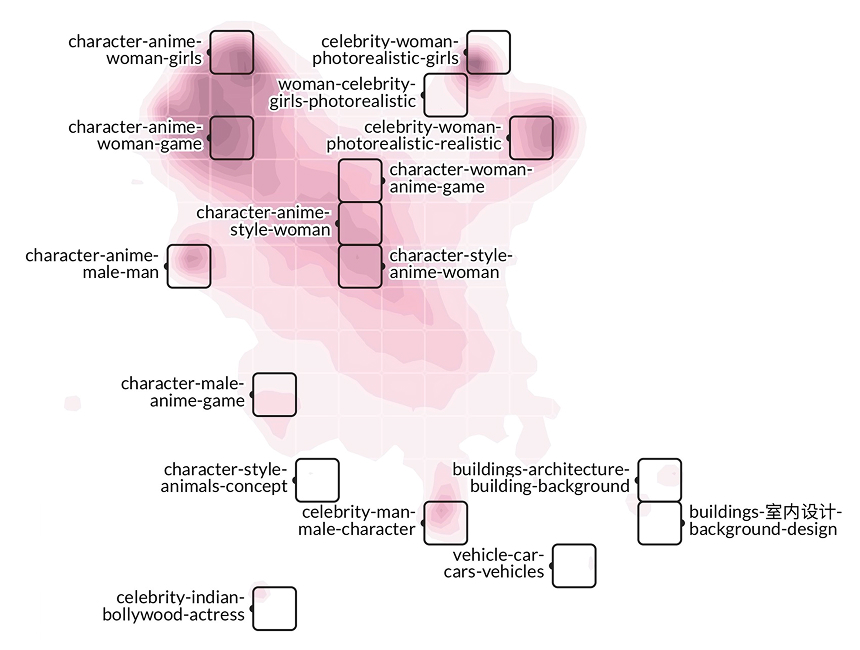 character-anime-
woman-girls
celebrity-woman-
photorealistic-girls
woman-celebrity-
girls-photorealistic
character-anime-
woman-game
celebrity-woman-
photorealistic-realistic
character-woman-
anime-game
character-anime-
style-woman
character-anime-
male-man
character-style-
anime-woman
character-male-
anime-game
character-style-
animals-concept
buildings-architecture-
building-background
celebrity-man-
male-character
buildings-室内设计-
background-design
vehicle-car-
cars-vehicles
celebrity-indian-
bollywood-actress